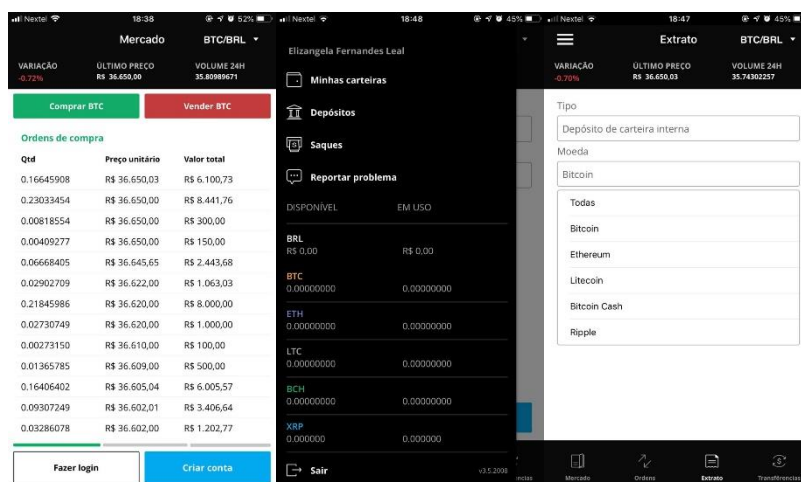 Nextel 18:38 52%
Mercado BTC/BRL
VARIAÇÃO ÚLTIMO PREÇO VOLUME 24H
-0.72% R$ 36.650,00 35.80989671
Comprar BTC Vender BTC
Ordens de compra
Qtd Preço unitário Valor total
0.16645908 R$ 36.650,03 R$ 6.100,73
0.23033454 R$ 36.650,00 R$ 8.441,76
0.00818554 R$ 36.650,00 R$ 300,00
0.00409277 R$ 36.650,00 R$ 150,00
0.06668405 R$ 36.645,65 R$ 2.443,68
0.02902709 R$ 36.622,00 R$ 1.063,03
0.21845986 R$ 36.620,00 R$ 8.000,00
0.02730749 R$ 36.620,00 R$ 1.000,00
0.00273150 R$ 36.610,00 R$ 100,00
0.01365785 R$ 36.609,00 R$ 500,00
0.16406402 R$ 36.605,04 R$ 6.005,57
0.09307249 R$ 36.602,01 R$ 3.406,64
0.03286078 R$ 36.602,00 R$ 1.202,77
Fazer login Criar conta
Nextel 18:48 45%
Elizangela Fernandes Leal
Minhas carteiras
Depósitos
Saques
Reportar problema
DISPONÍVEL EM USO
BRL
R$ 0,00 R$ 0,00
BTC
0.00000000 0.00000000
ETH
0.00000000 0.00000000
LTC
0.00000000 0.00000000
BCH
0.00000000 0.00000000
XRP
0.000000 0.000000
Sair v3.5.2008
ncias
Nextel 18:47 45%
Extrato BTC/BRL
VARIAÇÃO ÚLTIMO PREÇO VOLUME 24H
-0.70% R$ 36.650,03 35.74302257
Tipo
Depósito de carteira interna
Moeda
Bitcoin
Todas
Bitcoin
Ethereum
Litecoin
Bitcoin Cash
Ripple
Mercado Ordens Extrato Transferências